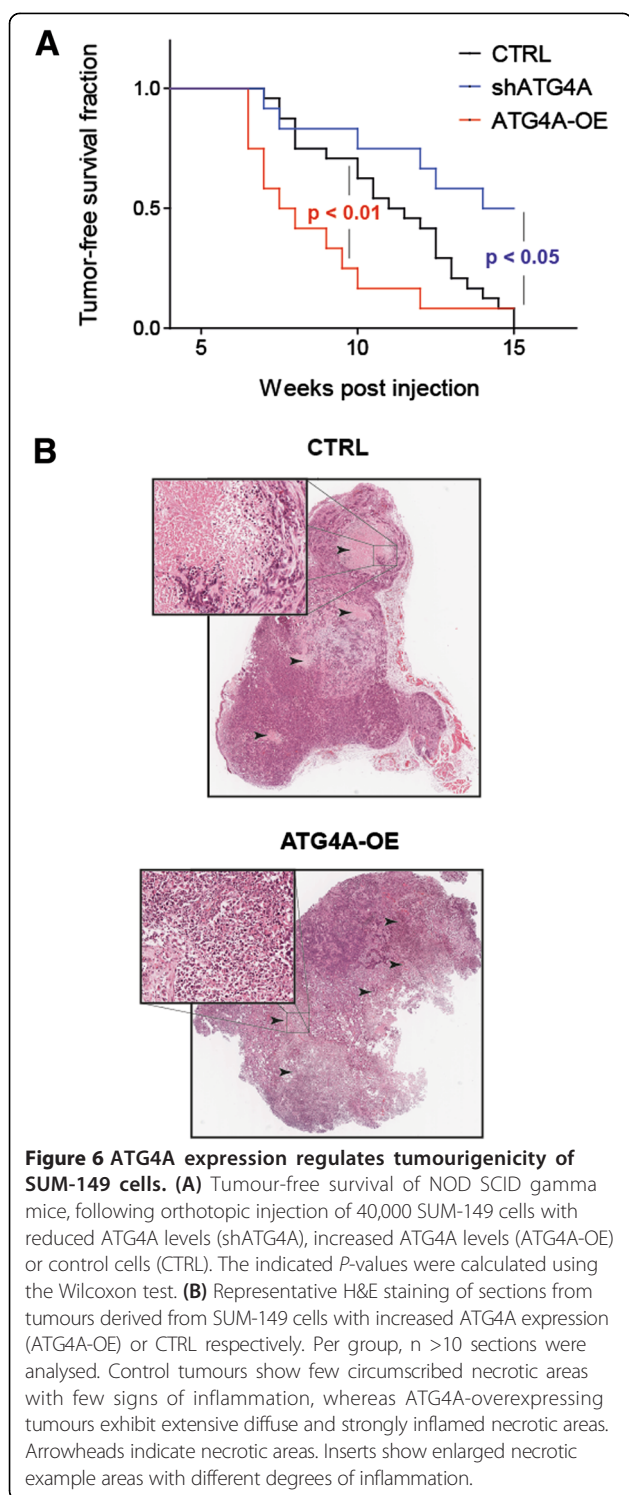 A
CTRL
shATG4A
ATG4A-OE
Tumor-free survival fraction
1.0
0.5
0.0
p < 0.01
p < 0.05
5
10
15
Weeks post injection
B
CTRL
ATG4A-OE
Figure 6 ATG4A expression regulates tumourigenicity of
SUM-149 cells. (A) Tumour-free survival of NOD SCID gamma
mice, following orthotopic injection of 40,000 SUM-149 cells with
reduced ATG4A levels (shATG4A), increased ATG4A levels (ATG4A-OE)
or control cells (CTRL). The indicated P-values were calculated using
the Wilcoxon test. (B) Representative H&E staining of sections from
tumours derived from SUM-149 cells with increased ATG4A expression
(ATG4A-OE) or CTRL respectively. Per group, n >10 sections were
analysed. Control tumours show few circumscribed necrotic areas
with few signs of inflammation, whereas ATG4A-overexpressing
tumours exhibit extensive diffuse and strongly inflamed necrotic areas.
Arrowheads indicate necrotic areas. Inserts show enlarged necrotic
example areas with different degrees of inflammation.